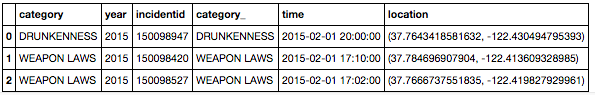 category year incidentid category_ time location
0 DRUNKENNESS 2015 150098947 DRUNKENNESS 2015-02-01 20:00:00 (37.7643418581632, -122.430494795393)
1 WEAPON LAWS 2015 150098420 WEAPON LAWS 2015-02-01 17:10:00 (37.784696907904, -122.413609328985)
2 WEAPON LAWS 2015 150098527 WEAPON LAWS 2015-02-01 17:02:00 (37.7666737551835, -122.419827929961)